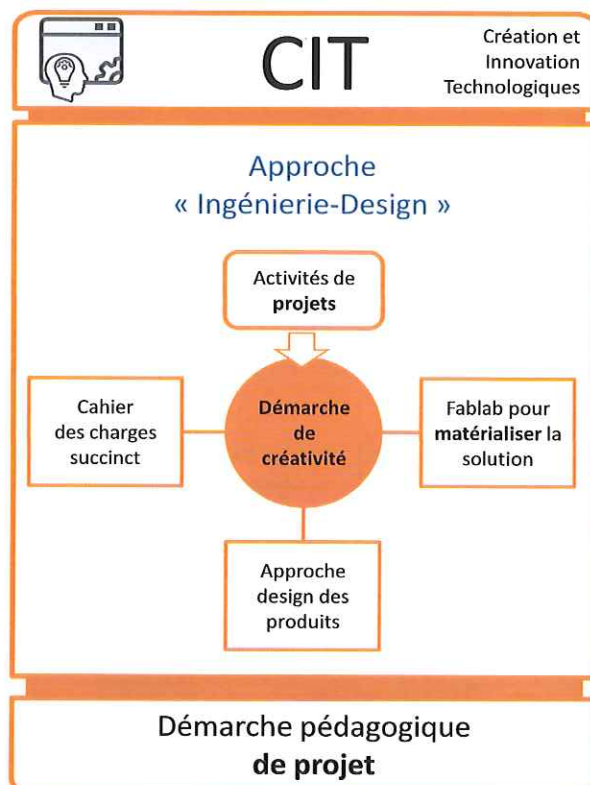 CIT
Création et
Innovation
Technologiques
Approche
« Ingénierie-Design »
Activités de
projets
Cahier
des charges
succinct
Démarche
de
créativité
Fablab pour
matérialiser la
solution
Approche
design des
produits
Démarche pédagogique
de projet